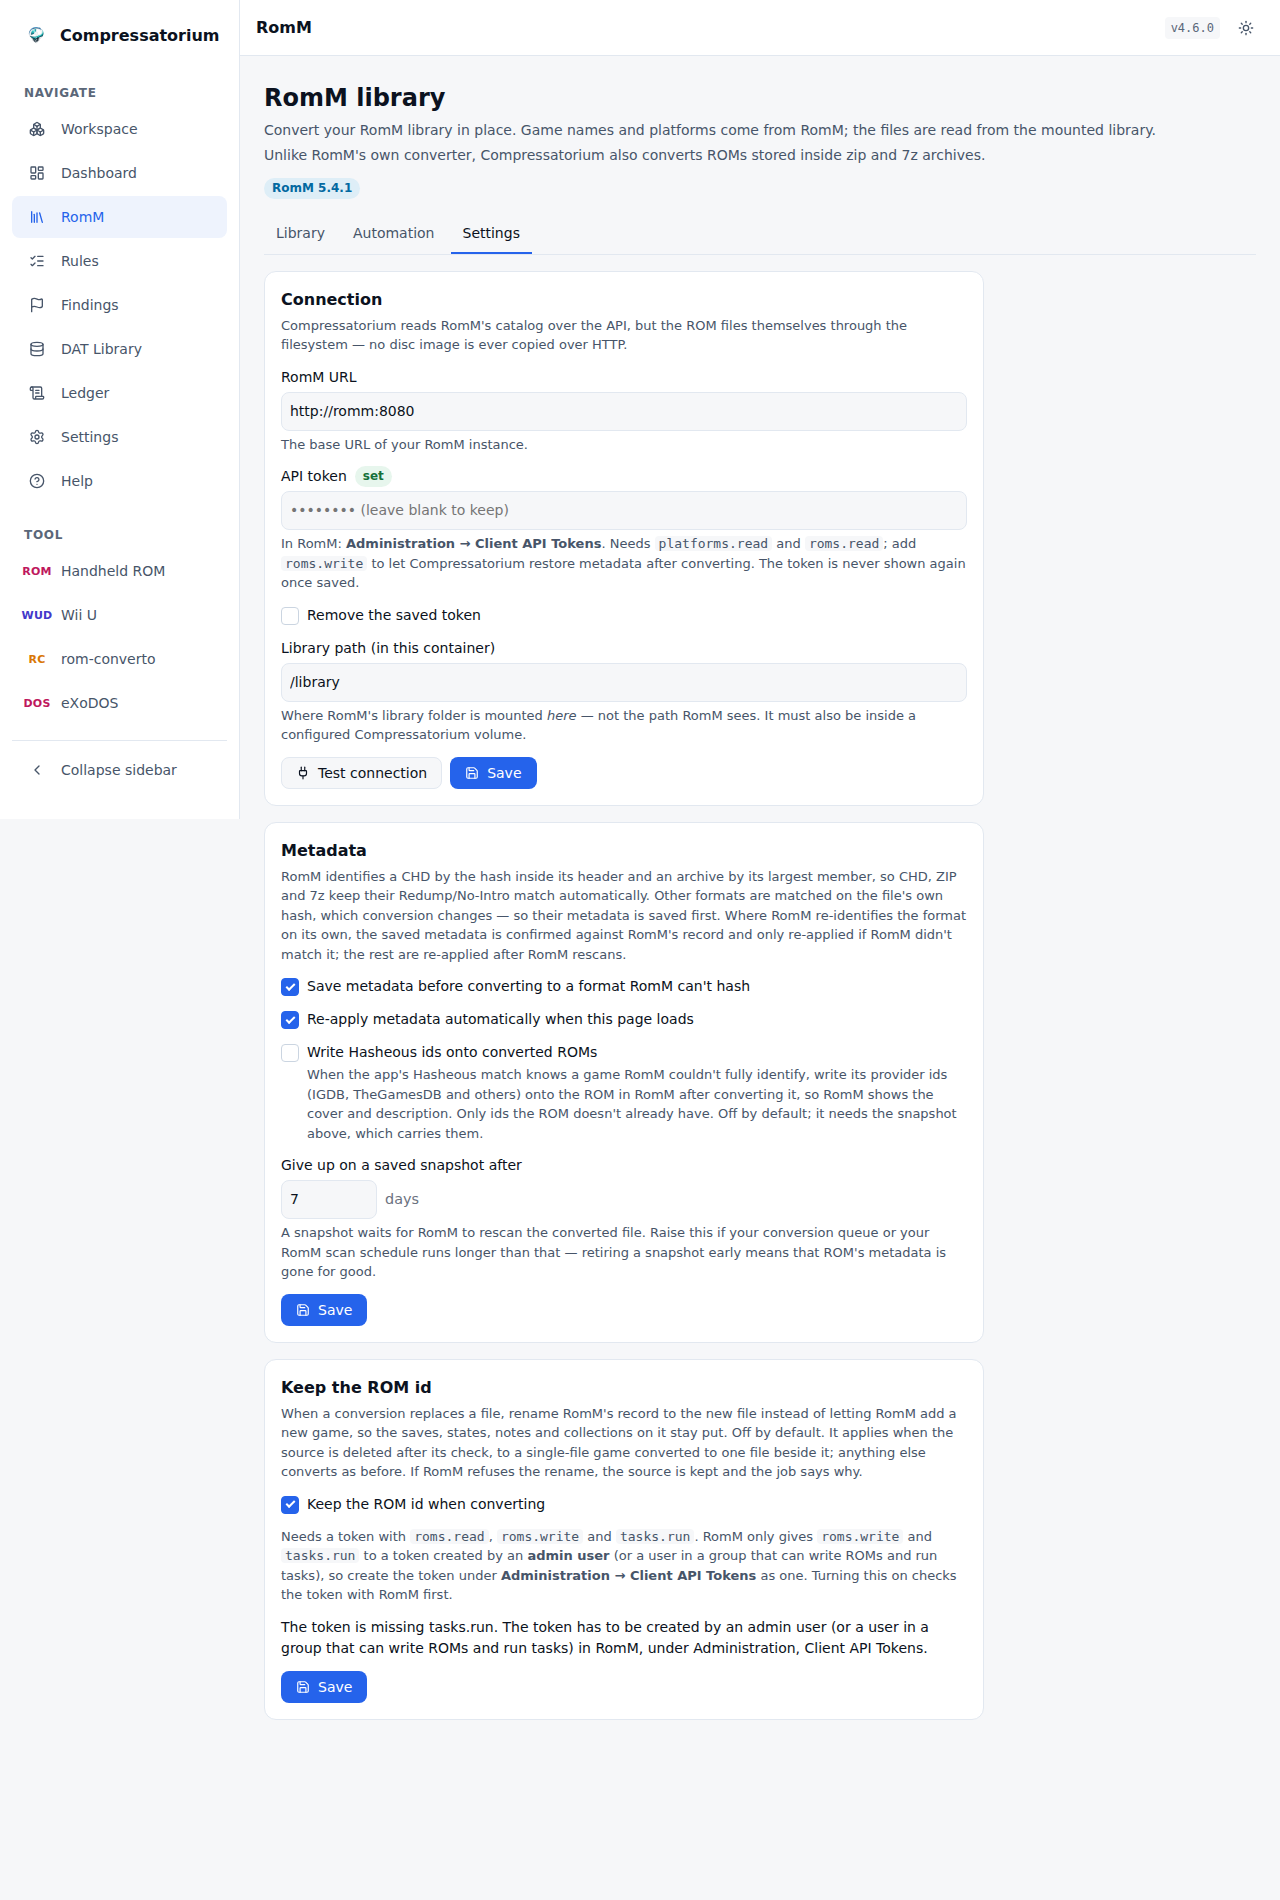 Compressatorium
RomM
v4.6.0
NAVIGATE
Workspace
Dashboard
RomM
Rules
Findings
DAT Library
Ledger
Settings
Help
TOOL
ROM Handheld ROM
WUD Wii U
RC rom-converto
DOS eXoDOS
Collapse sidebar
RomM library
Convert your RomM library in place. Game names and platforms come from RomM; the files are read from the mounted library.
Unlike RomM's own converter, Compressatorium also converts ROMs stored inside zip and 7z archives.
RomM 5.4.1
Library Automation Settings
Connection
Compressatorium reads RomM's catalog over the API, but the ROM files themselves through the
filesystem — no disc image is ever copied over HTTP.
RomM URL
http://romm:8080
The base URL of your RomM instance.
API token set
•••••••• (leave blank to keep)
In RomM: Administration → Client API Tokens. Needs platforms.read and roms.read; add
roms.write to let Compressatorium restore metadata after converting. The token is never shown again
once saved.
Remove the saved token
Library path (in this container)
/library
Where RomM's library folder is mounted here — not the path RomM sees. It must also be inside a
configured Compressatorium volume.
Test connection Save
Metadata
RomM identifies a CHD by the hash inside its header and an archive by its largest member, so CHD, ZIP
and 7z keep their Redump/No-Intro match automatically. Other formats are matched on the file's own
hash, which conversion changes — so their metadata is saved first. Where RomM re-identifies the format
on its own, the saved metadata is confirmed against RomM's record and only re-applied if RomM didn't
match it; the rest are re-applied after RomM rescans.
Save metadata before converting to a format RomM can't hash
Re-apply metadata automatically when this page loads
Write Hasheous ids onto converted ROMs
When the app's Hasheous match knows a game RomM couldn't fully identify, write its provider ids
(IGDB, TheGamesDB and others) onto the ROM in RomM after converting it, so RomM shows the
cover and description. Only ids the ROM doesn't already have. Off by default; it needs the snapshot
above, which carries them.
Give up on a saved snapshot after
7 days
A snapshot waits for RomM to rescan the converted file. Raise this if your conversion queue or your
RomM scan schedule runs longer than that — retiring a snapshot early means that ROM's metadata is
gone for good.
Save
Keep the ROM id
When a conversion replaces a file, rename RomM's record to the new file instead of letting RomM add a
new game, so the saves, states, notes and collections on it stay put. Off by default. It applies when the
source is deleted after its check, to a single-file game converted to one file beside it; anything else
converts as before. If RomM refuses the rename, the source is kept and the job says why.
Keep the ROM id when converting
Needs a token with roms.read, roms.write and tasks.run. RomM only gives roms.write and
tasks.run to a token created by an admin user (or a user in a group that can write ROMs and run
tasks), so create the token under Administration → Client API Tokens as one. Turning this on checks
the token with RomM first.
The token is missing tasks.run. The token has to be created by an admin user (or a user in a
group that can write ROMs and run tasks) in RomM, under Administration, Client API Tokens.
Save